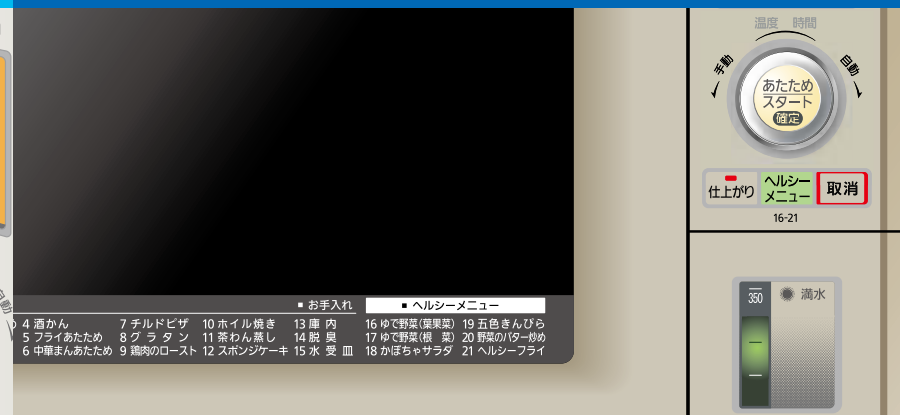 温度 時間
手動
自動
あたため
スタート
確定
仕上がり
ヘルシー
メニュー
取消
16-21
■ お手入れ
■ ヘルシーメニュー
4 酒かん 7 チルドピザ 10 ホイル焼き 13 庫 内 16 ゆで野菜(葉果菜) 19 五色きんぴら
5 フライあたため 8 グ ラ タ ン 11 茶わん蒸し 14 脱 臭 17 ゆで野菜(根 菜) 20 野菜のバター炒め
6 中華まんあたため 9 鶏肉のロースト 12 スポンジケーキ 15 水 受 皿 18 かぼちゃサラダ 21 ヘルシーフライ
350
満水
自動